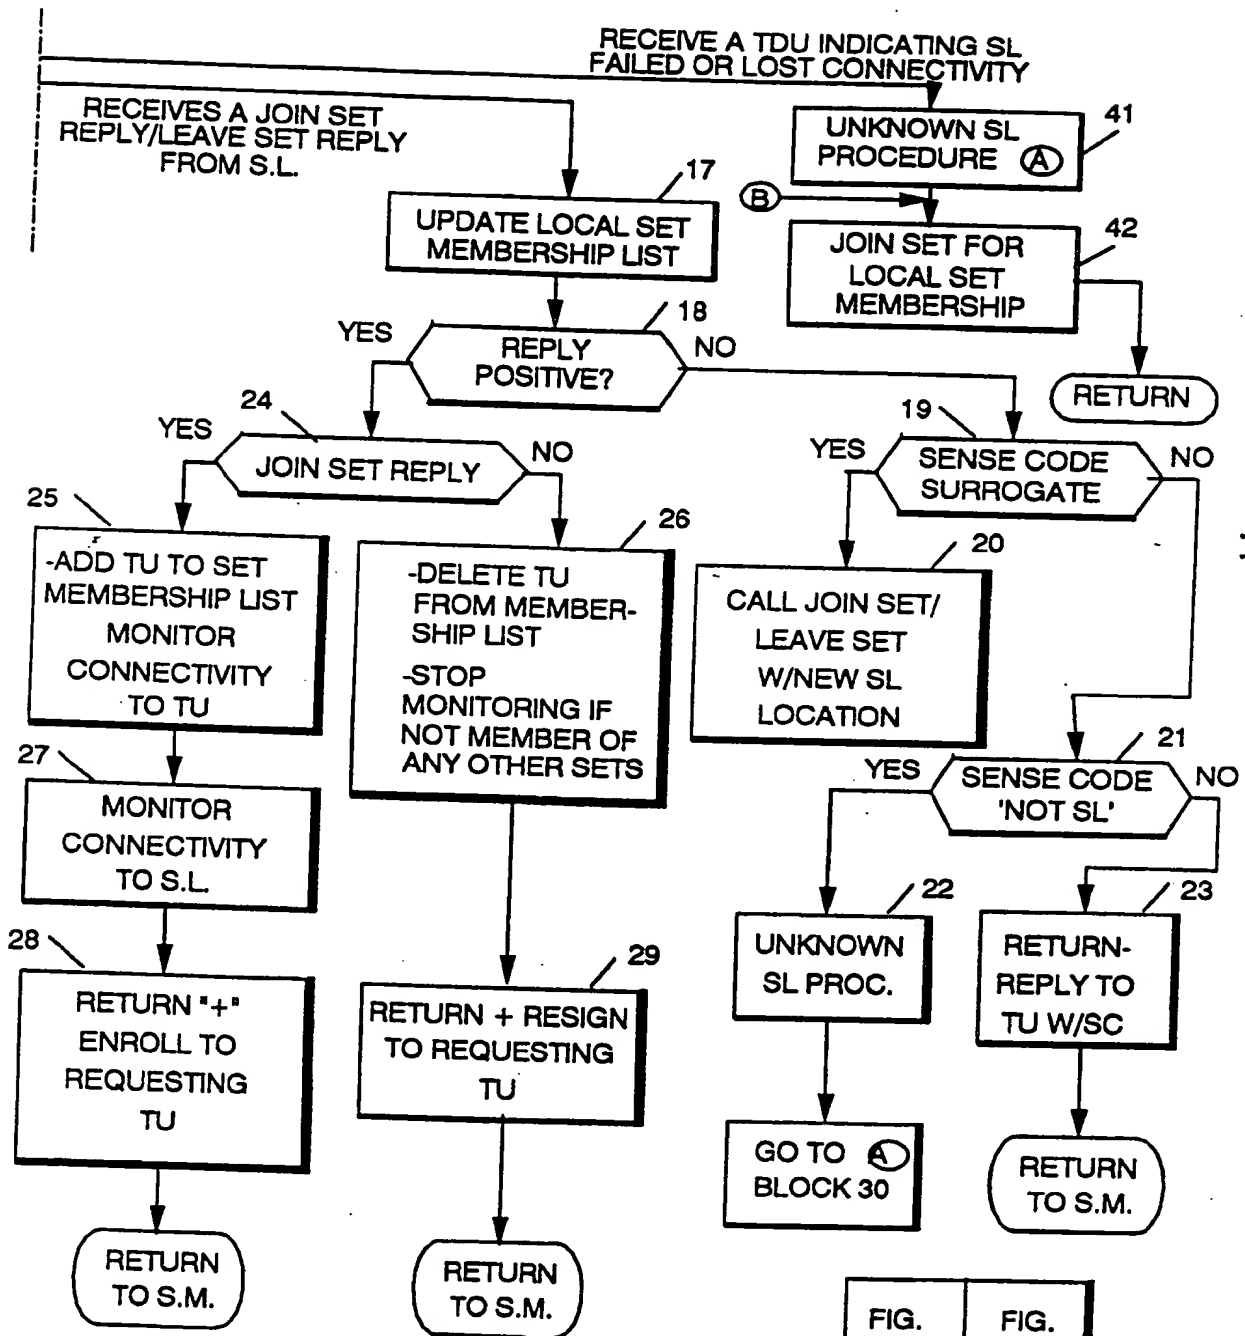 RECEIVE A TDU INDICATING SL
FAILED OR LOST CONNECTIVITY
RECEIVES A JOIN SET
REPLY/LEAVE SET REPLY
FROM S.L.
41
UNKNOWN SL
PROCEDURE A
17
B
UPDATE LOCAL SET
MEMBERSHIP LIST
42
JOIN SET FOR
LOCAL SET
MEMBERSHIP
18
YES
REPLY
POSITIVE?
NO
RETURN
24
YES
JOIN SET REPLY
NO
19
YES
SENSE CODE
SURROGATE
NO
25
-ADD TU TO SET
MEMBERSHIP LIST
MONITOR
CONNECTIVITY
TO TU
26
-DELETE TU
FROM MEMBER-
SHIP LIST
-STOP
MONITORING IF
NOT MEMBER OF
ANY OTHER SETS
20
CALL JOIN SET/
LEAVE SET
W/NEW SL
LOCATION
21
YES
SENSE CODE
'NOT SL'
NO
27
MONITOR
CONNECTIVITY
TO S.L.
22
UNKNOWN
SL PROC.
23
RETURN-
REPLY TO
TU W/SC
28
RETURN "+"
ENROLL TO
REQUESTING
TU
29
RETURN + RESIGN
TO REQUESTING
TU
GO TO A
BLOCK 30
RETURN
TO S.M.
RETURN
TO S.M.
RETURN
TO S.M.
FIG. FIG.